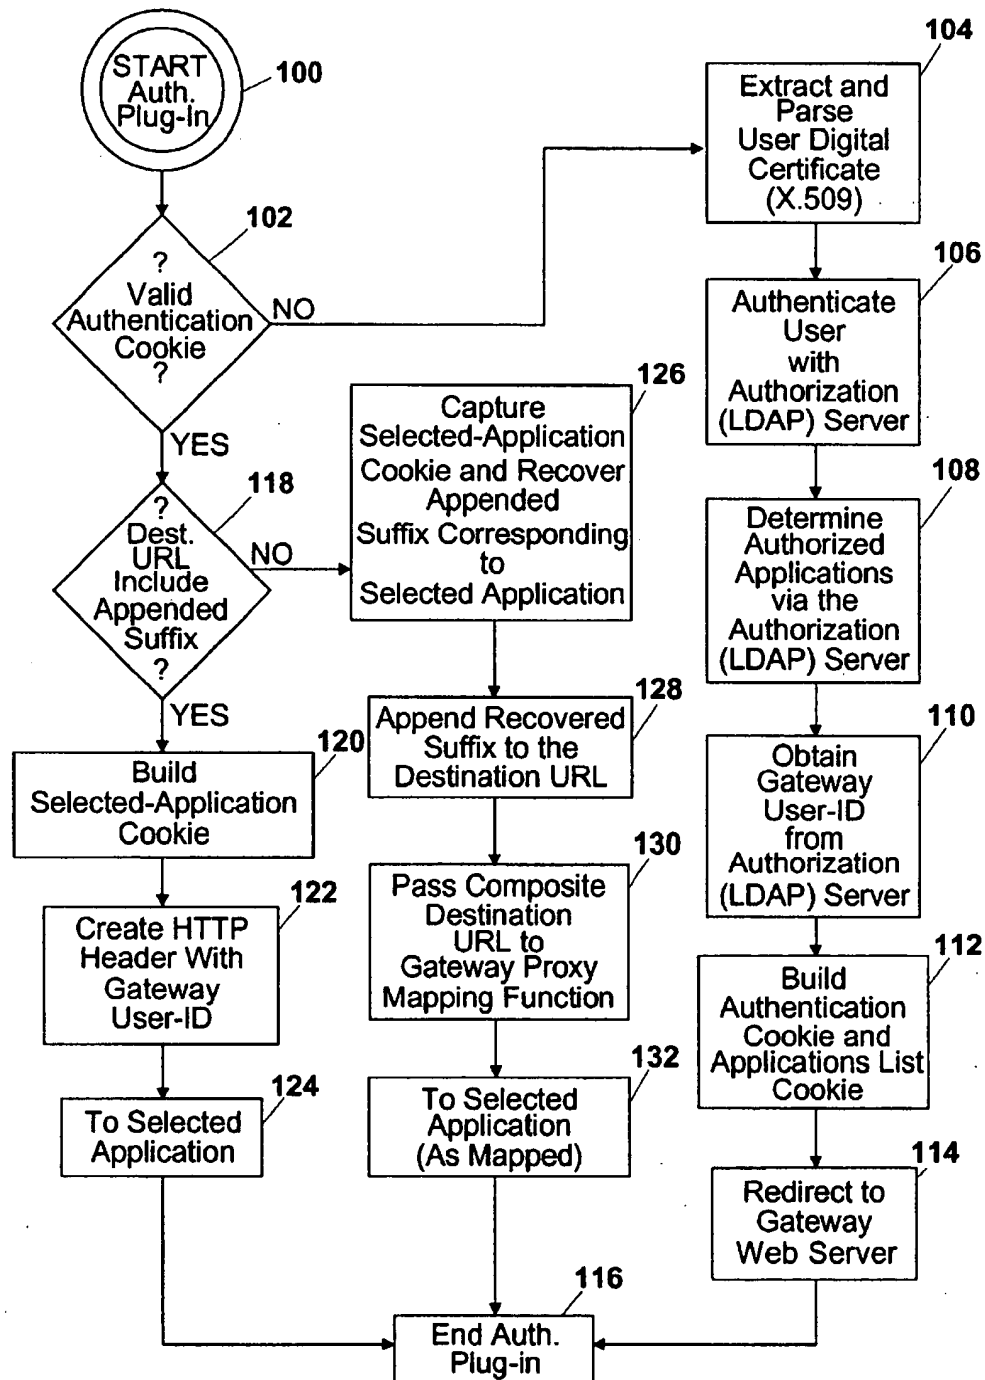 START
Auth.
Plug-In
100
102
?
Valid
Authentication
Cookie
?
NO
YES
118
?
Dest.
URL
Include
Appended
Suffix
?
NO
YES
120
Build
Selected-Application
Cookie
122
Create HTTP
Header With
Gateway
User-ID
124
To Selected
Application
126
Capture
Selected-Application
Cookie and Recover
Appended
Suffix Corresponding
to
Selected Application
128
Append Recovered
Suffix to the
Destination URL
130
Pass Composite
Destination
URL to
Gateway Proxy
Mapping Function
132
To Selected
Application
(As Mapped)
104
Extract and
Parse
User Digital
Certificate
(X.509)
106
Authenticate
User
with
Authorization
(LDAP) Server
108
Determine
Authorized
Applications
via the
Authorization
(LDAP) Server
110
Obtain
Gateway
User-ID
from
Authorization
(LDAP) Server
112
Build
Authentication
Cookie and
Applications List
Cookie
114
Redirect to
Gateway
Web Server
116
End Auth.
Plug-in